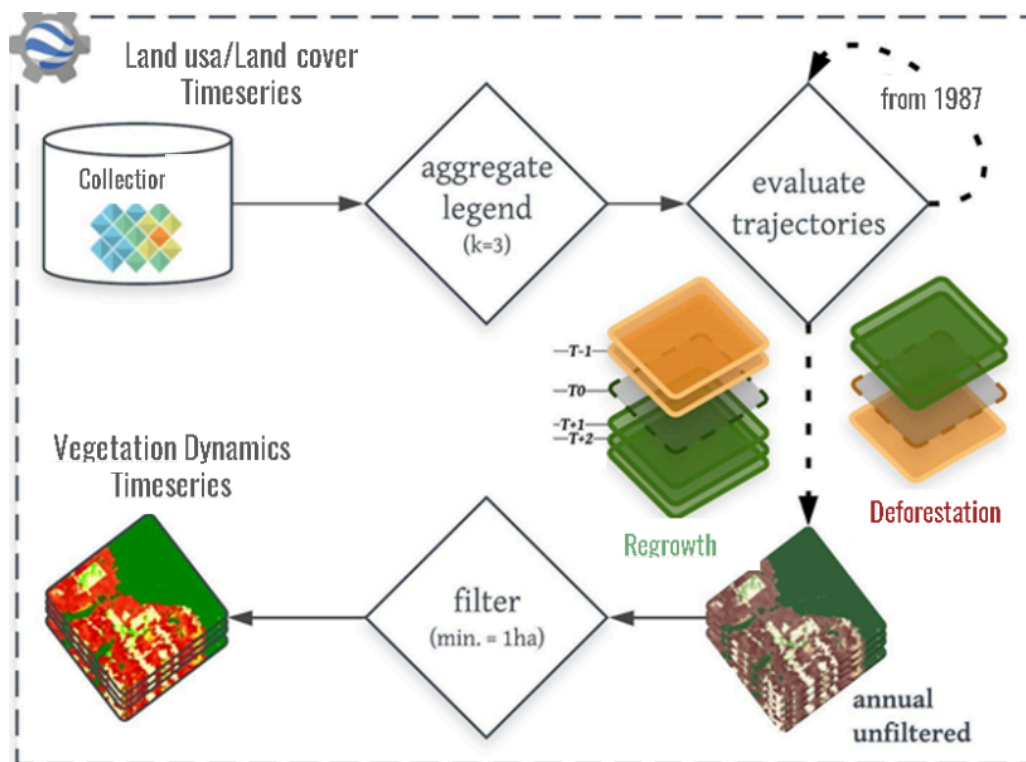 Land usa/Land cover
Timeseries
Collection
aggregate
legend
(k=3)
evaluate
trajectories
from 1987
T-1
T0
-T+1
T+2
Regrowth
Deforestation
Vegetation Dynamics
Timeseries
filter
(min. = 1ha)
annual
unfiltered